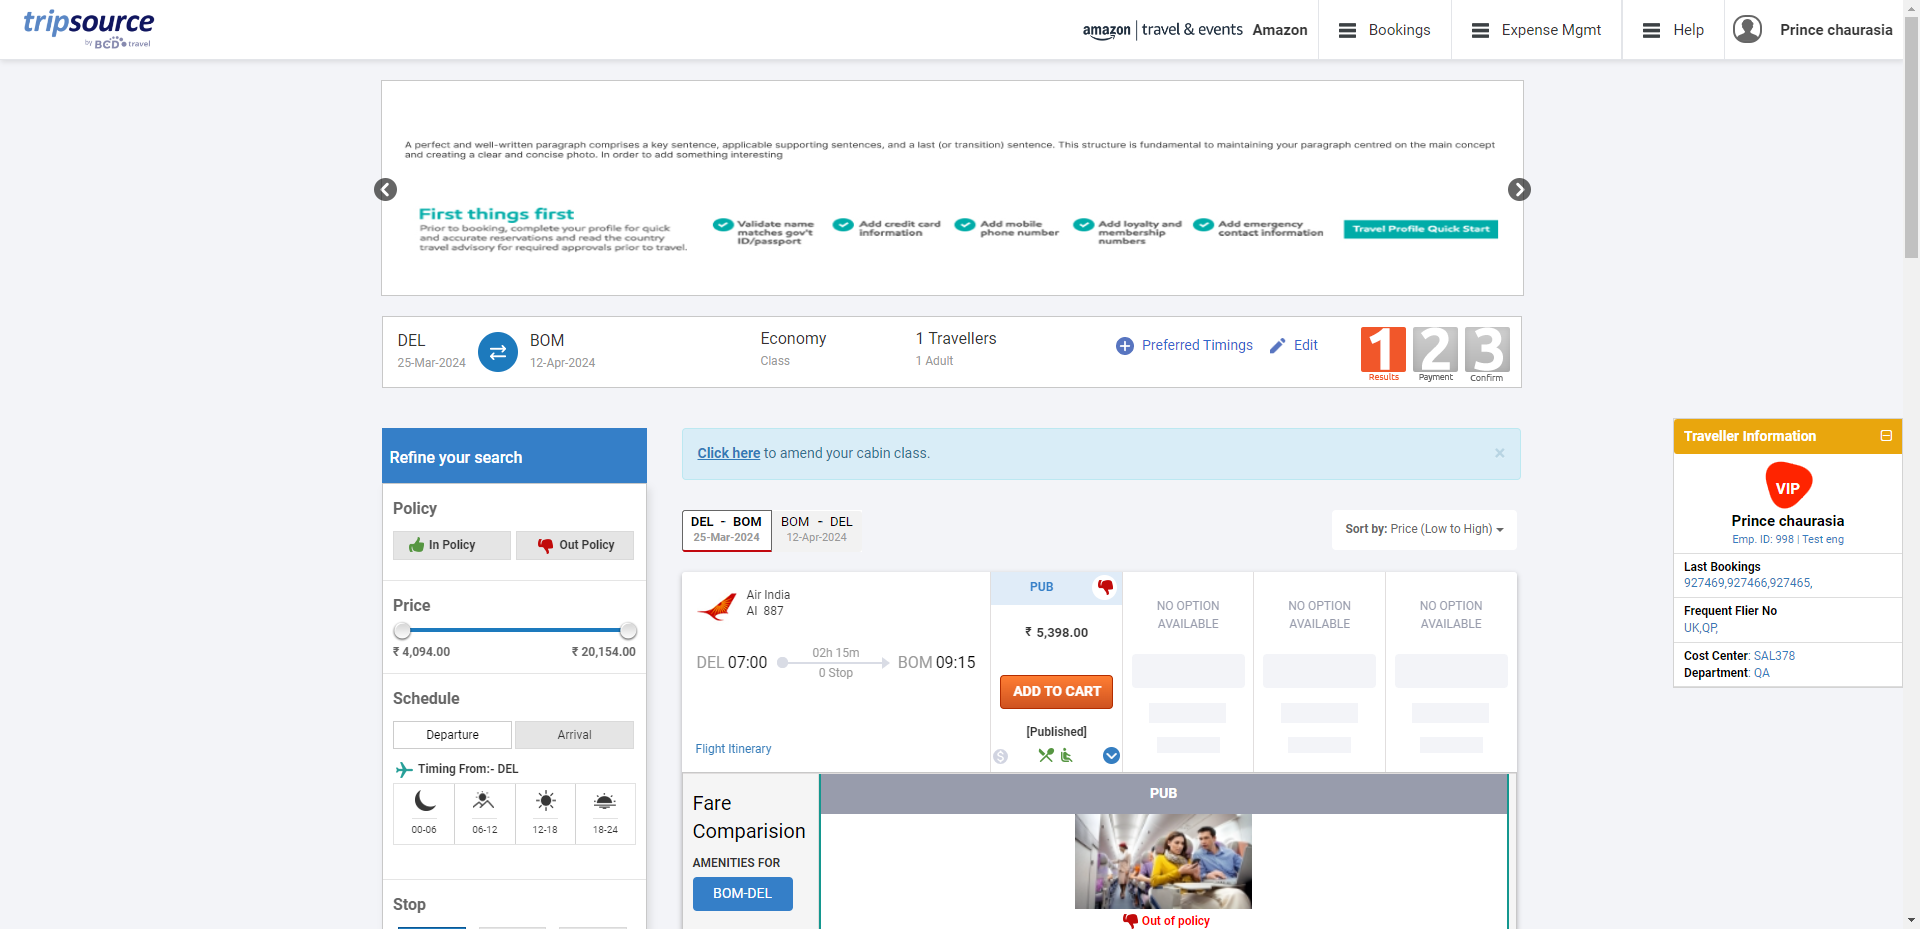 tripsource
by BCD travel
amazon | travel & events Amazon
Bookings
Expense Mgmt
Help
Prince chaurasia
A perfect and well-written paragraph comprises a key sentence, applicable supporting sentences, and a last (or transition) sentence. This structure is fundamental to maintaining your paragraph centred on the main concept
and creating a clear and concise photo. In order to add something interesting
First things first
Prior to booking, complete your profile for quick
and accurate reservations and read the country
travel advisory for required approvals prior to travel.
Validate name
matches gov't
ID/passport
Add credit card
information
Add mobile
phone number
Add loyalty and
membership
numbers
Add emergency
contact information
Travel Profile Quick Start
DEL
25-Mar-2024
BOM
12-Apr-2024
Economy
Class
1 Travellers
1 Adult
Preferred Timings
Edit
1 2 3
Results Payment Confirm
Refine your search
Policy
In Policy
Out Policy
Price
₹ 4,094.00
₹ 20,154.00
Schedule
Departure
Arrival
Timing From:- DEL
00-06
06-12
12-18
18-24
Stop
Click here to amend your cabin class.
×
DEL - BOM
25-Mar-2024
BOM - DEL
12-Apr-2024
Sort by: Price (Low to High)
Air India
AI 887
DEL 07:00
02h 15m
0 Stop
BOM 09:15
Flight Itinerary
PUB
₹ 5,398.00
ADD TO CART
[Published]
NO OPTION
AVAILABLE
NO OPTION
AVAILABLE
NO OPTION
AVAILABLE
Fare
Comparision
AMENITIES FOR
BOM-DEL
PUB
Out of policy
Traveller Information
VIP
Prince chaurasia
Emp. ID: 998 | Test eng
Last Bookings
927469,927466,927465,
Frequent Flier No
UK,QP,
Cost Center: SAL378
Department: QA